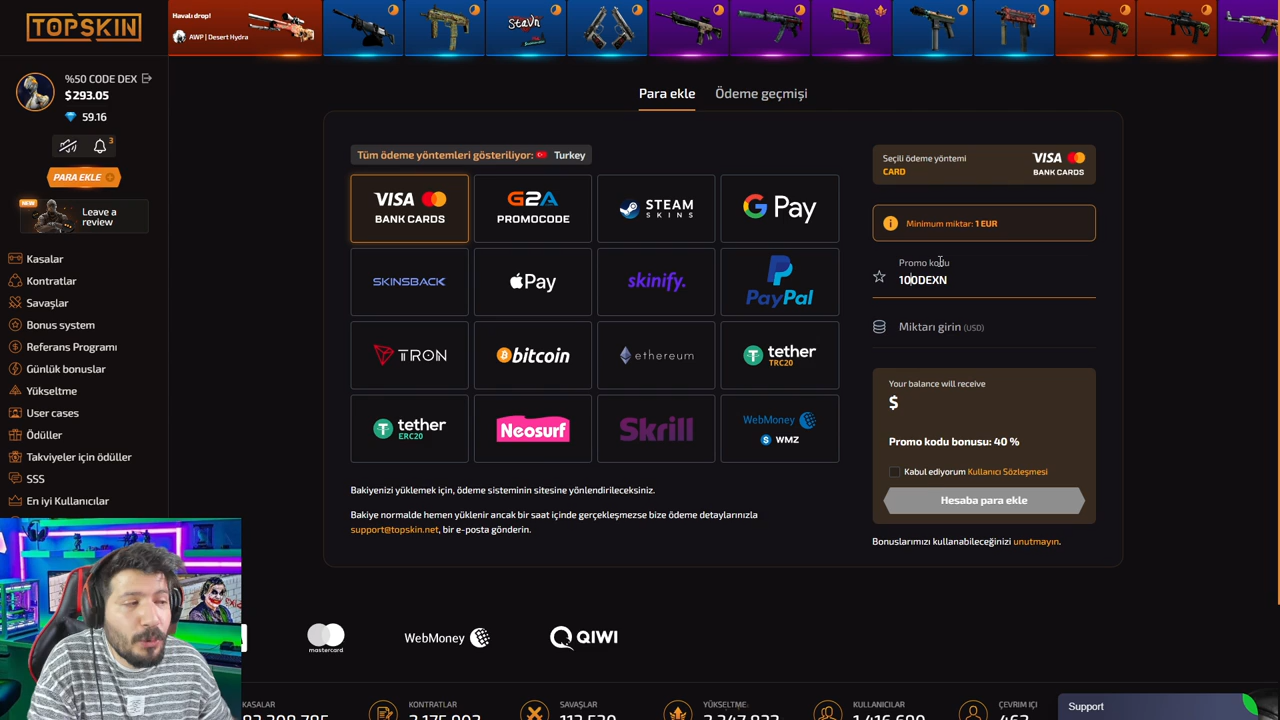 TOPSKIN
Havalı drop!
AWP | Desert Hydra
StavN
%50 CODE DEX
$293.05
59.16
3
PARA EKLE
NEW
Leave a
review
Kasalar
Kontratlar
Savaşlar
Bonus system
Referans Programı
Günlük bonuslar
Yükseltme
User cases
Ödüller
Takviyeler için ödüller
SSS
En iyi Kullanıcılar
Para ekle
Ödeme geçmişi
Tüm ödeme yöntemleri gösteriliyor: Turkey
VISA
BANK CARDS
G2A
PROMOCODE
STEAM
SKINS
G Pay
SKINSBACK
Pay
skinify.
PayPal
TRON
bitcoin
ethereum
tether
TRC20
tether
ERC20
Neosurf
Skrill
WebMoney
WMZ
Bakiyenizi yüklemek için, ödeme sisteminin sitesine yönlendirileceksiniz.
Bakiye normalde hemen yüklenir ancak bir saat içinde gerçekleşmezse bize ödeme detaylarınızla
support@topskin.net, bir e-posta gönderin.
Seçili ödeme yöntemi
CARD
VISA
BANK CARDS
Minimum miktar: 1 EUR
Promo kodu
100DEXN
Miktarı girin (USD)
Your balance will receive
$
Promo kodu bonusu: 40 %
Kabul ediyorum Kullanıcı Sözleşmesi
Hesaba para ekle
Bonuslarımızı kullanabileceğinizi unutmayın.
mastercard
WebMoney
QIWI
KASALAR
KONTRATLAR
SAVAŞLAR
YÜKSELTME
KULLANICILAR
ÇEVRIM IÇI
Support